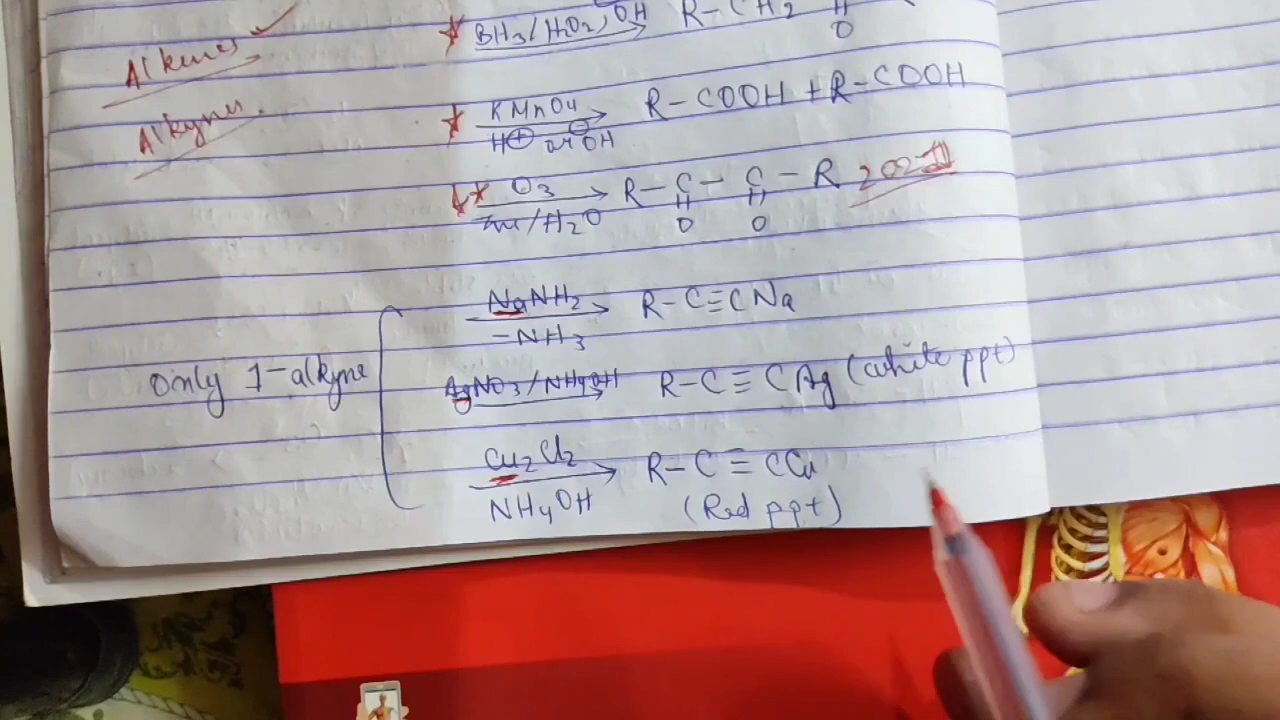 Alkenes ✓
Alkynes.
★ BH3/H2O2, OH → R-CH2
H
O
★ KMnO4 → R-COOH + R-COOH
H⊕ or ⊖OH
★ O3 → R-C-C-R 2021
Zn/H2O
H H
O O
Only 1-alkyne
NaNH2 → R-C≡CNa
-NH3
AgNO3/NH4OH → R-C≡CAg (white ppt)
Cu2Cl2 → R-C≡CCu
NH4OH (Red ppt)